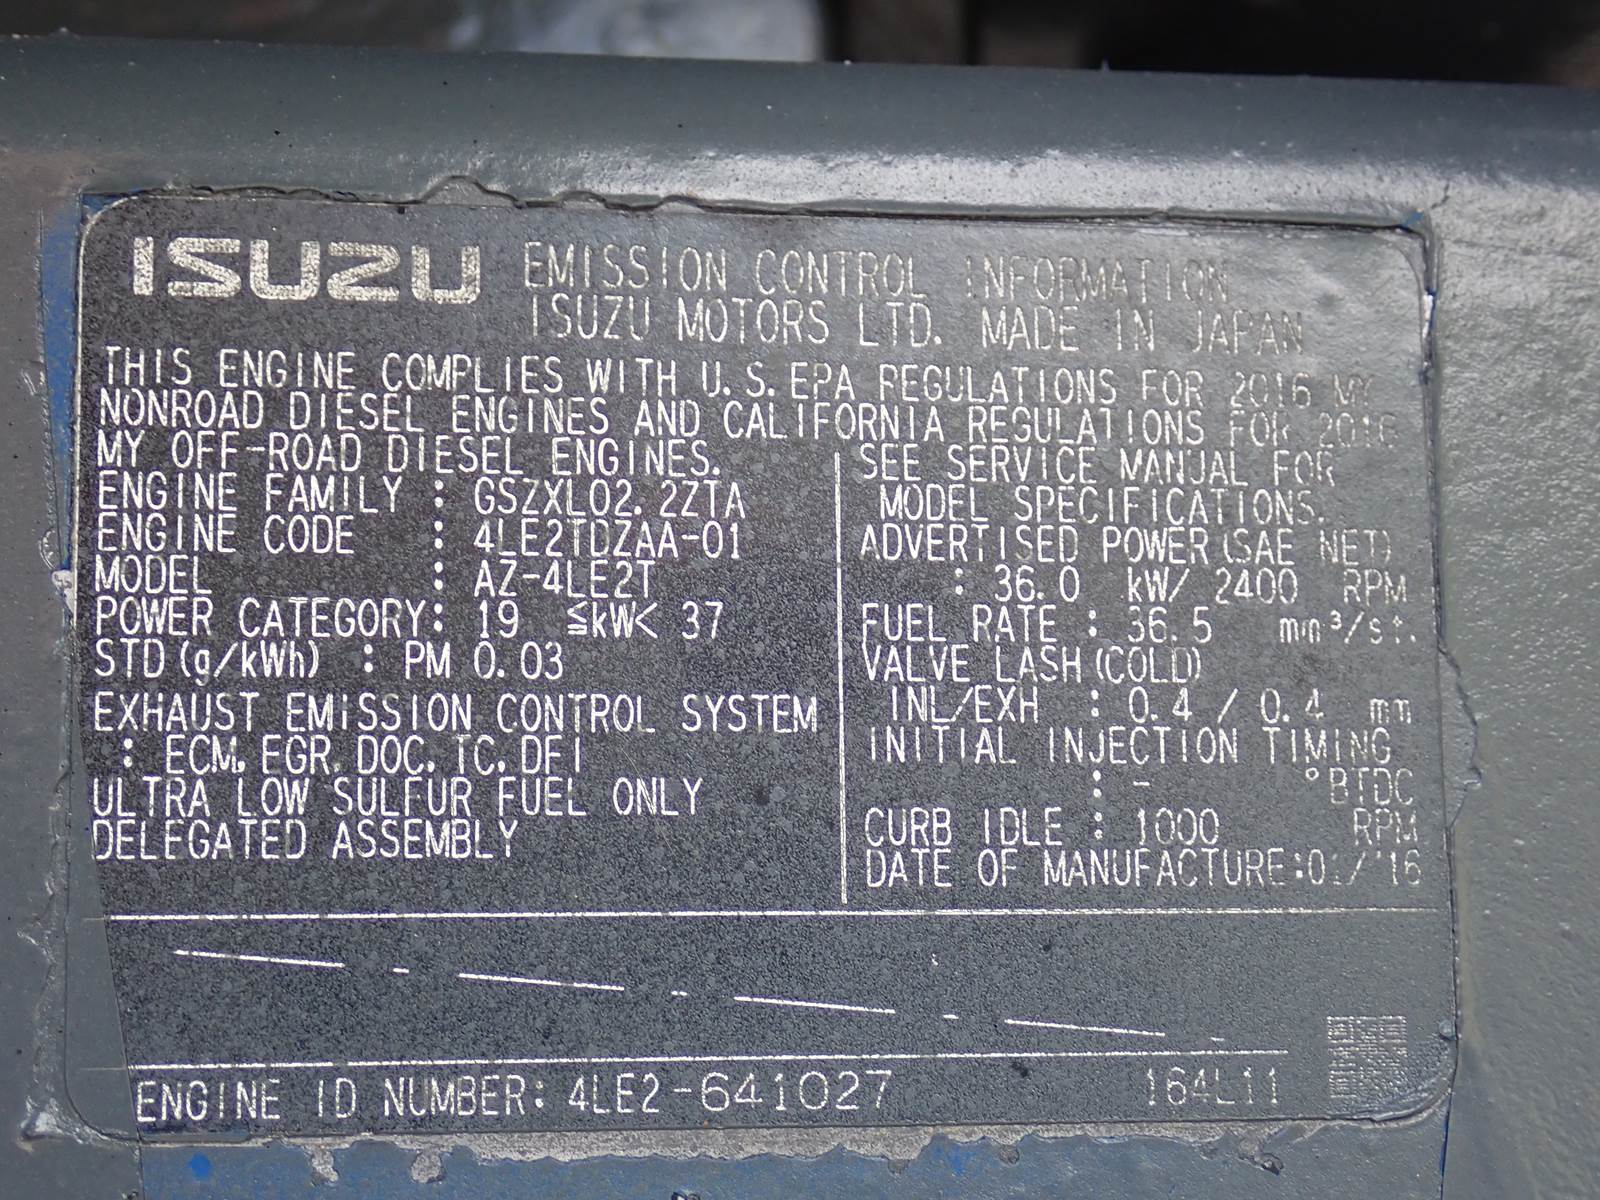 ISUZU EMISSION CONTROL INFORMATION
ISUZU MOTORS LTD. MADE IN JAPAN
THIS ENGINE COMPLIES WITH U.S.EPA REGULATIONS FOR 2016 MY
NONROAD DIESEL ENGINES AND CALIFORNIA REGULATIONS FOR 2016
MY OFF-ROAD DIESEL ENGINES.
ENGINE FAMILY : GSZXL02.2ZTA
ENGINE CODE : 4LE2TDZAA-01
MODEL : AZ-4LE2T
POWER CATEGORY: 19 ≦kW< 37
STD(g/kWh) : PM 0.03
EXHAUST EMISSION CONTROL SYSTEM
: ECM, EGR, DOC, TC, DFI
ULTRA LOW SULFUR FUEL ONLY
DELEGATED ASSEMBLY
SEE SERVICE MANUAL FOR
MODEL SPECIFICATIONS.
ADVERTISED POWER(SAE NET)
: 36.0 kW/ 2400 RPM
FUEL RATE : 36.5 mm³/st.
VALVE LASH(COLD)
INL/EXH : 0.4 / 0.4 mm
INITIAL INJECTION TIMING
: - °BTDC
CURB IDLE : 1000 RPM
DATE OF MANUFACTURE:01/'16
ENGINE ID NUMBER: 4LE2-641027 164L11